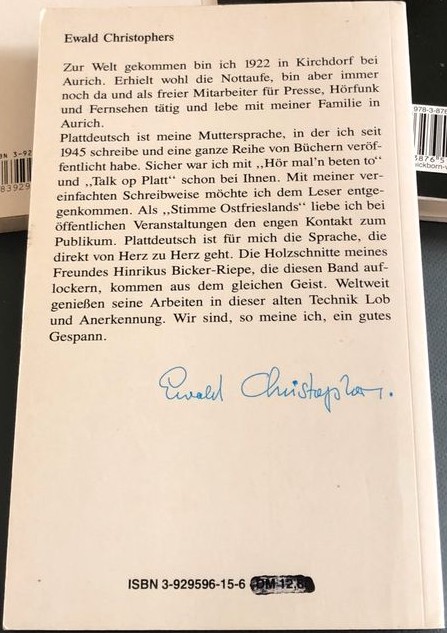 Ewald Christophers
Zur Welt gekommen bin ich 1922 in Kirchdorf bei
Aurich. Erhielt wohl die Nottaufe, bin aber immer
noch da und als freier Mitarbeiter für Presse, Hörfunk
und Fernsehen tätig und lebe mit meiner Familie in
Aurich.
Plattdeutsch ist meine Muttersprache, in der ich seit
1945 schreibe und eine ganze Reihe von Büchern veröf-
fentlicht habe. Sicher war ich mit „Hör mal'n beten to“
und „Talk op Platt“ schon bei Ihnen. Mit meiner ver-
einfachten Schreibweise möchte ich dem Leser entge-
genkommen. Als „Stimme Ostfrieslands“ liebe ich bei
öffentlichen Veranstaltungen den engen Kontakt zum
Publikum. Plattdeutsch ist für mich die Sprache, die
direkt von Herz zu Herz geht. Die Holzschnitte meines
Freundes Hinrikus Bicker-Riepe, die diesen Band auf-
lockern, kommen aus dem gleichen Geist. Weltweit
genießen seine Arbeiten in dieser alten Technik Lob
und Anerkennung. Wir sind, so meine ich, ein gutes
Gespann.
Ewald Christophers.
ISBN 3-929596-15-6 DM 12,8